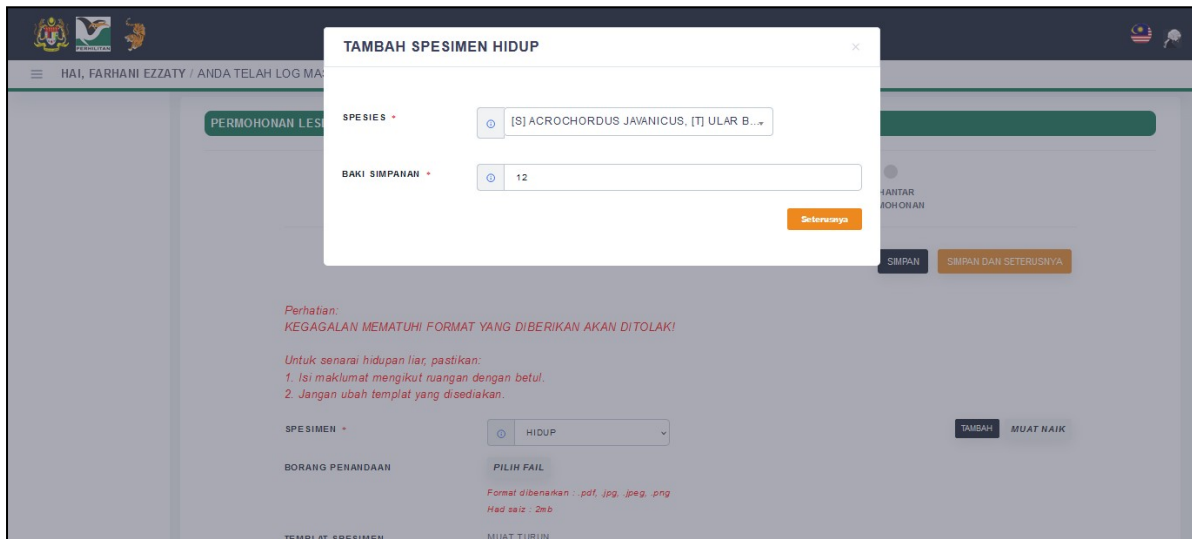 PERHILITAN
TAMBAH SPESIMEN HIDUP
HAI, FARHANI EZZATY / ANDA TELAH LOG MA
PERMOHONAN LES
SPESIES *
[S] ACROCHORDUS JAVANICUS, [T] ULAR B...
BAKI SIMPANAN *
12
Seterusnya
HANTAR
MOHONAN
SIMPAN
SIMPAN DAN SETERUSNYA
Perhatian:
KEGAGALAN MEMATUHI FORMAT YANG DIBERIKAN AKAN DITOLAK!
Untuk senarai hidupan liar, pastikan:
1. Isi maklumat mengikut ruangan dengan betul.
2. Jangan ubah templat yang disediakan.
SPESIMEN *
HIDUP
TAMBAH
MUAT NAIK
BORANG PENANDAAN
PILIH FAIL
Format dibenarkan : .pdf, .jpg, .jpeg, .png
Had saiz : 2mb
TEMPLAT SPESIMEN
MUAT TURUN